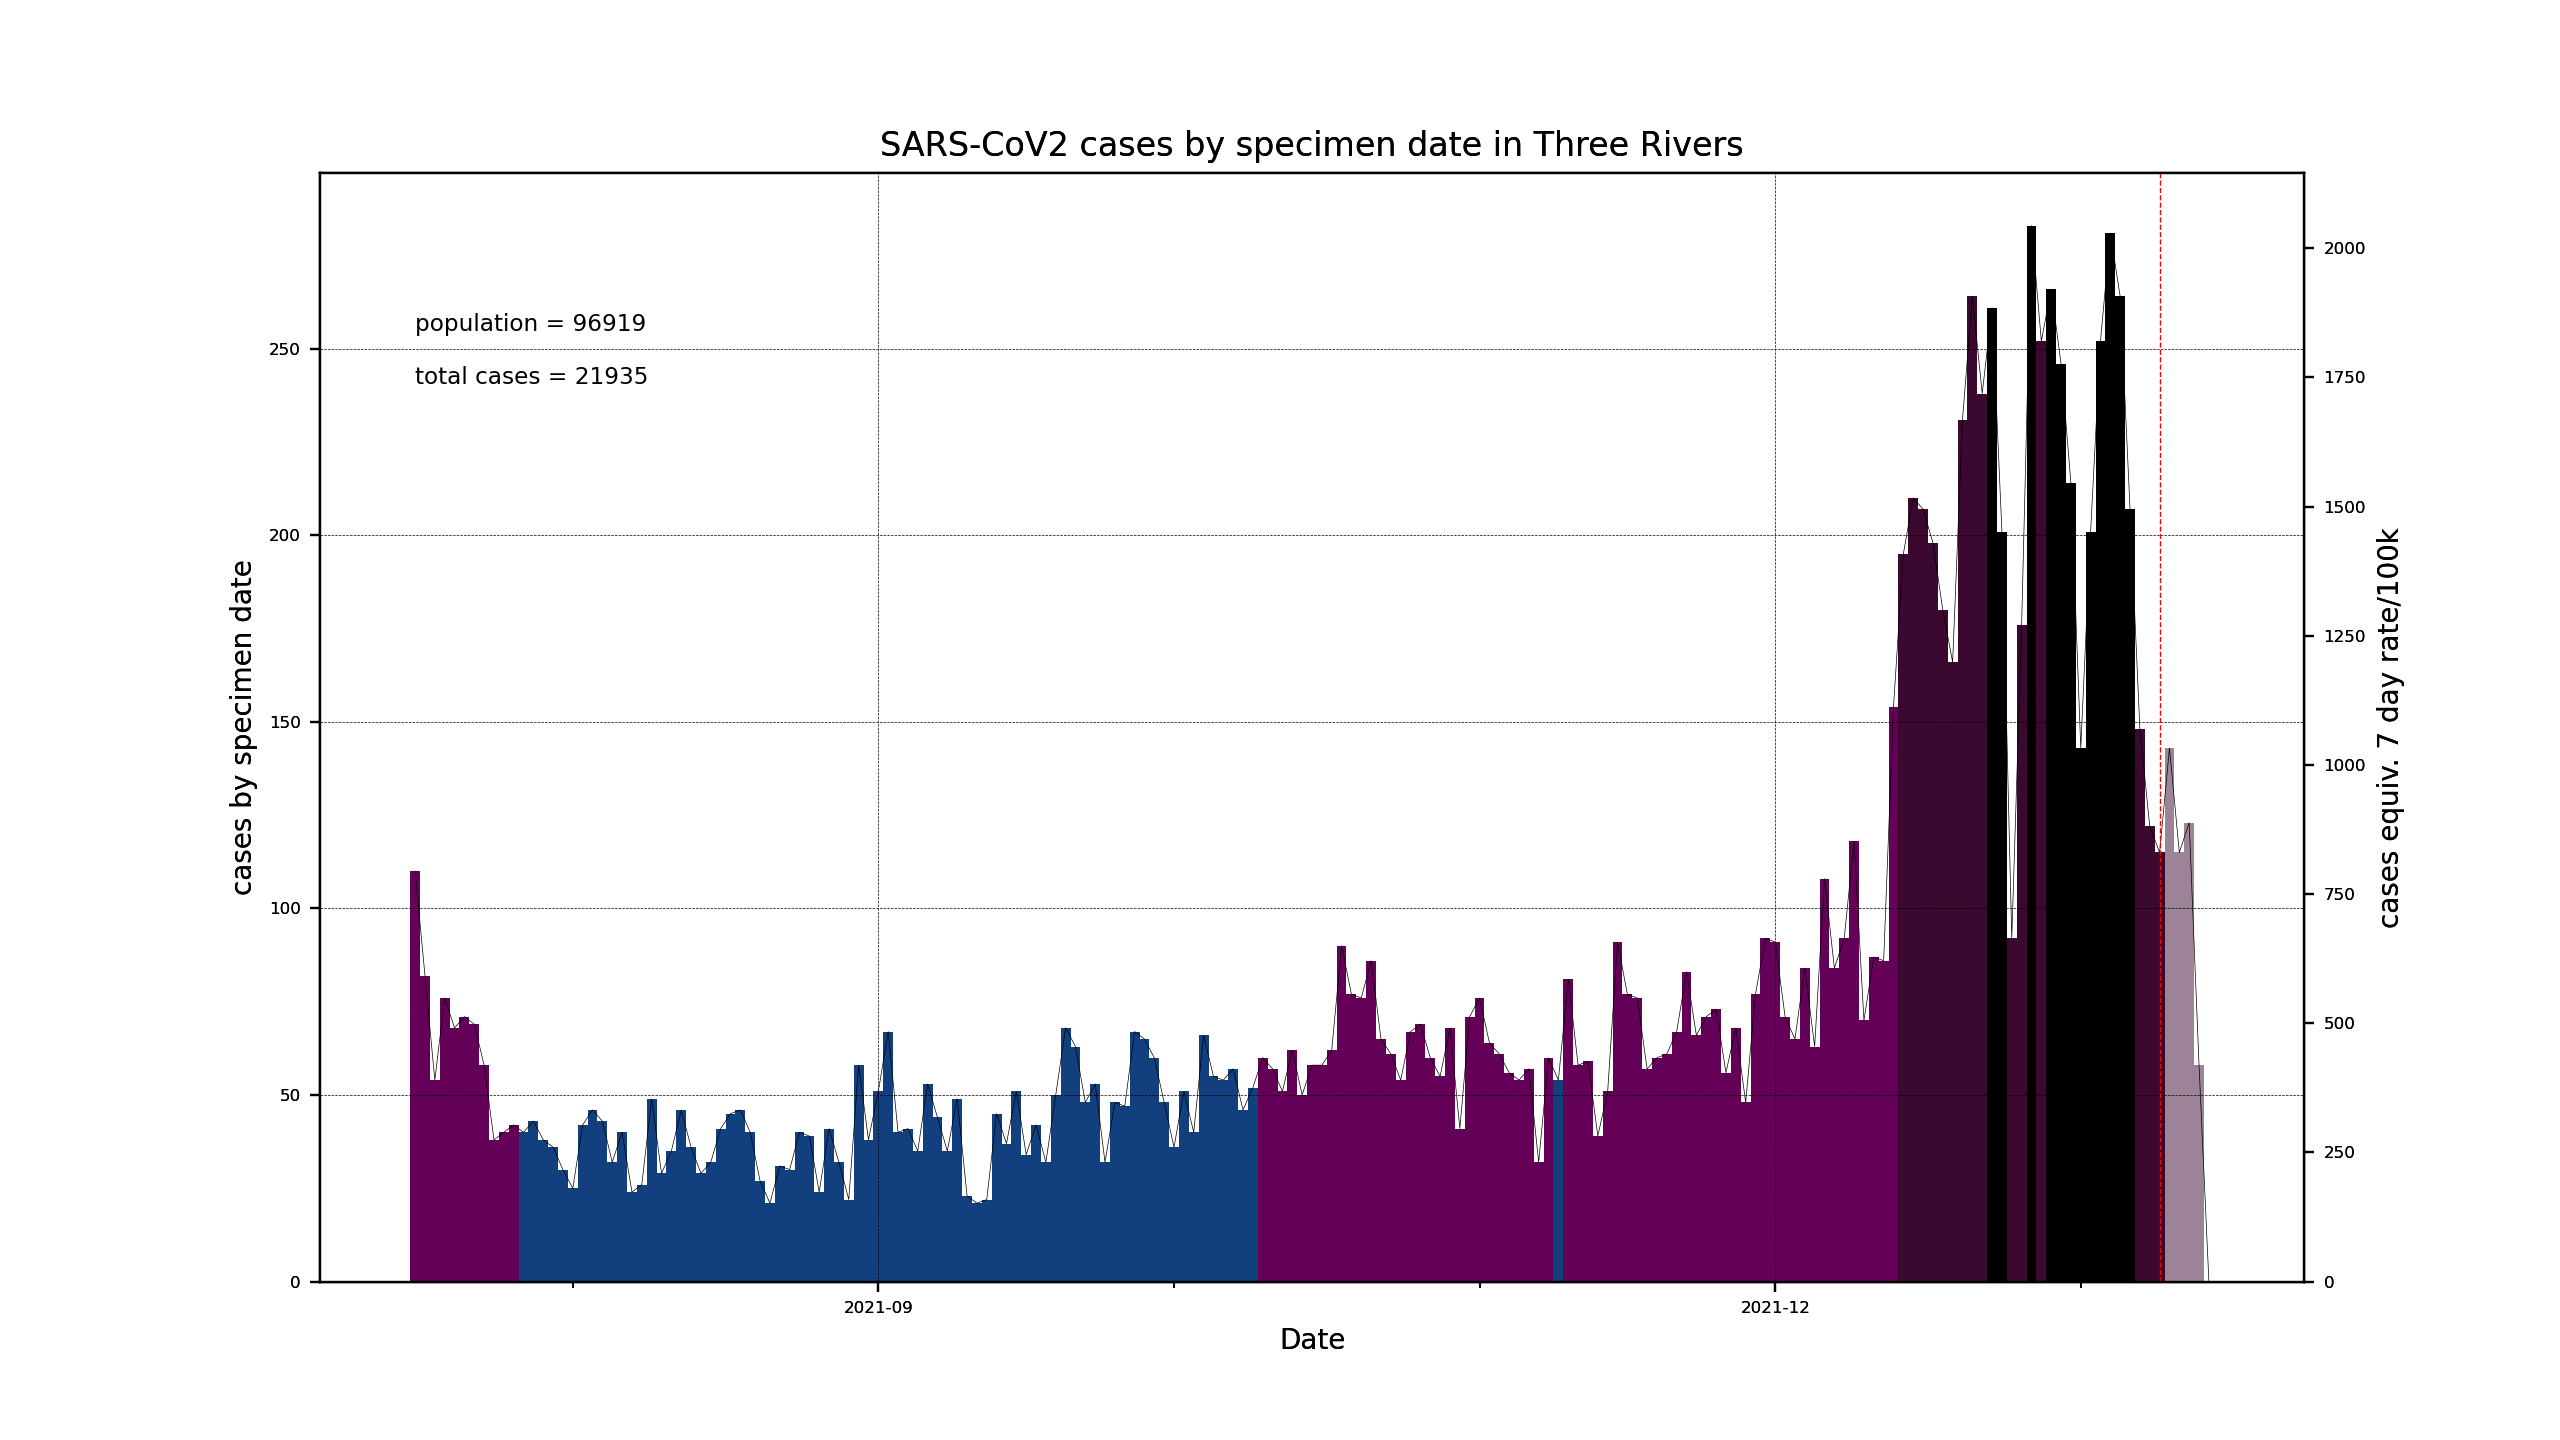 SARS-CoV2 cases by specimen date in Three Rivers
population = 96919
total cases = 21935
cases by specimen date
250
200
150
100
50
0
2000
1750
1500
1250
1000
750
500
250
0
cases equiv. 7 day rate/100k
2021-09
2021-12
Date